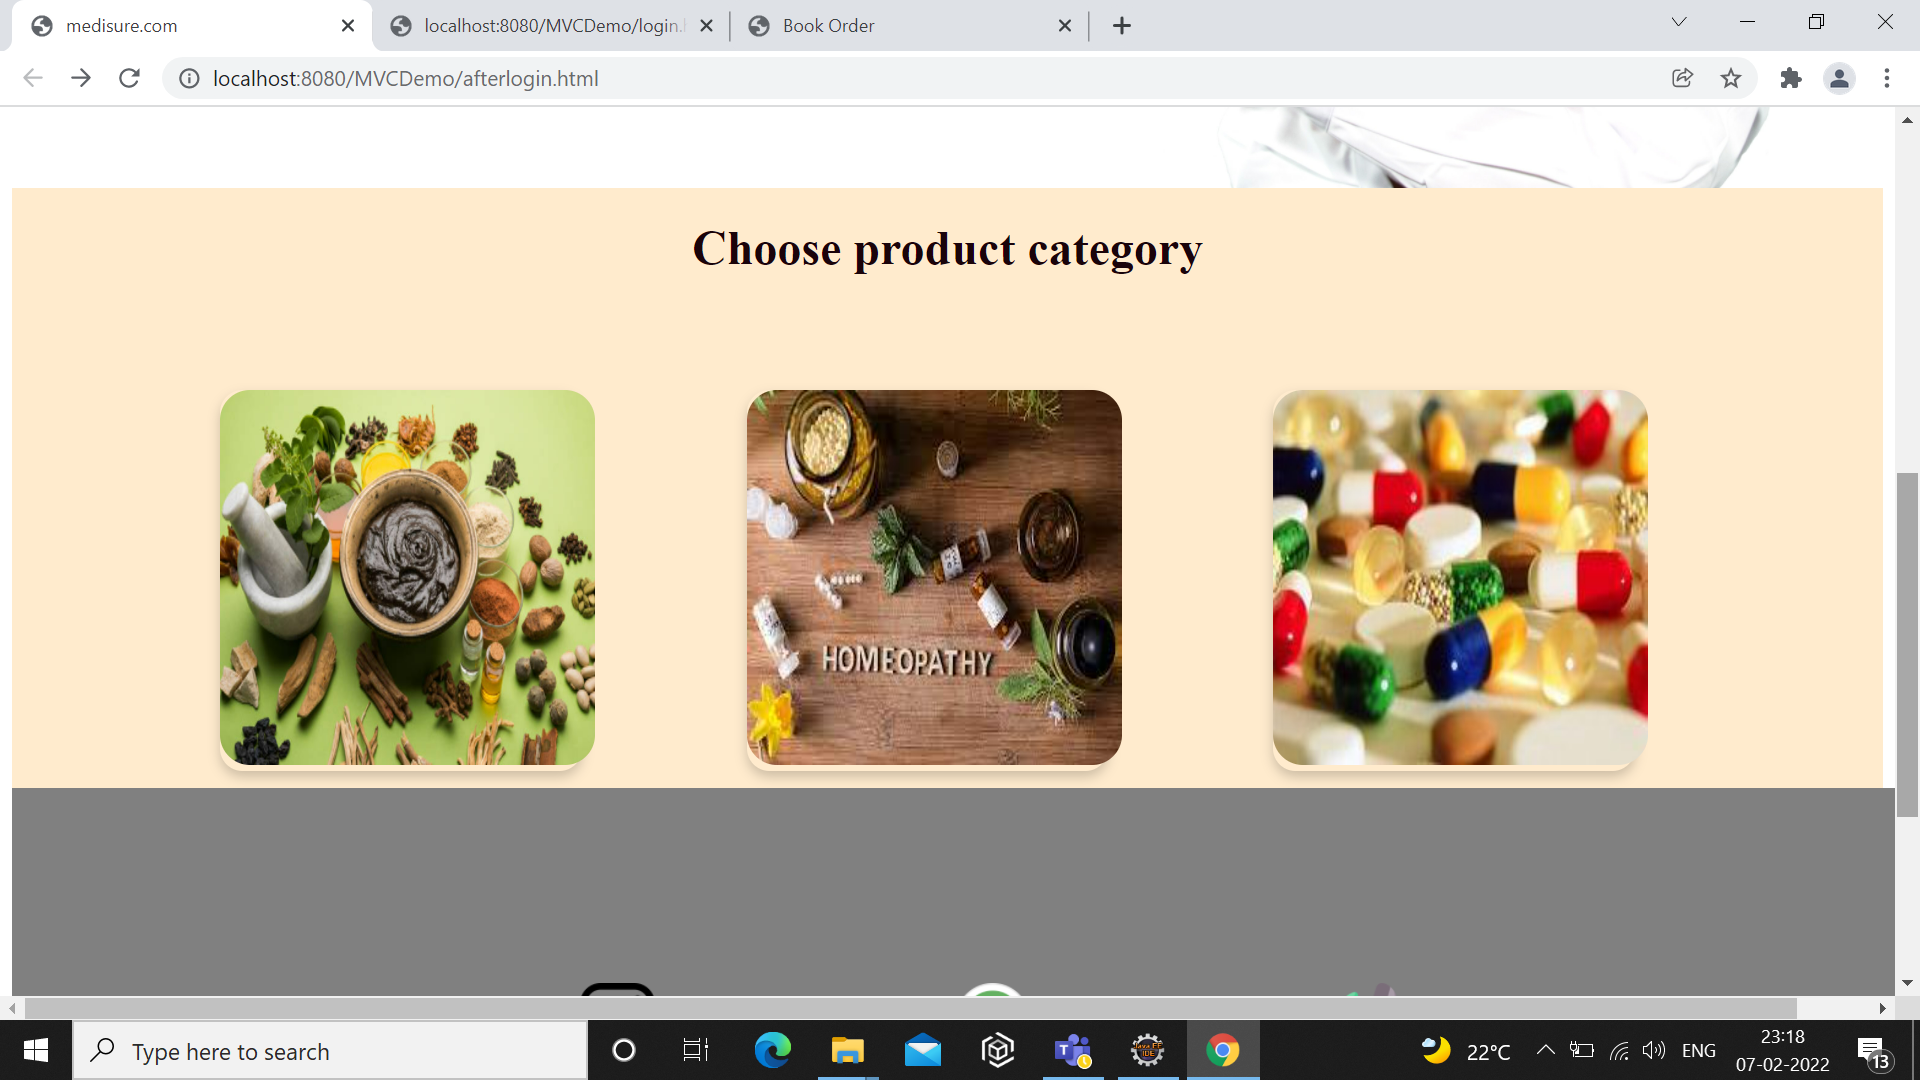 medisure.com
localhost:8080/MVCDemo/login.
Book Order
localhost:8080/MVCDemo/afterlogin.html
Choose product category
HOMEOPATHY
Type here to search
22°C
ENG
23:18
07-02-2022
13